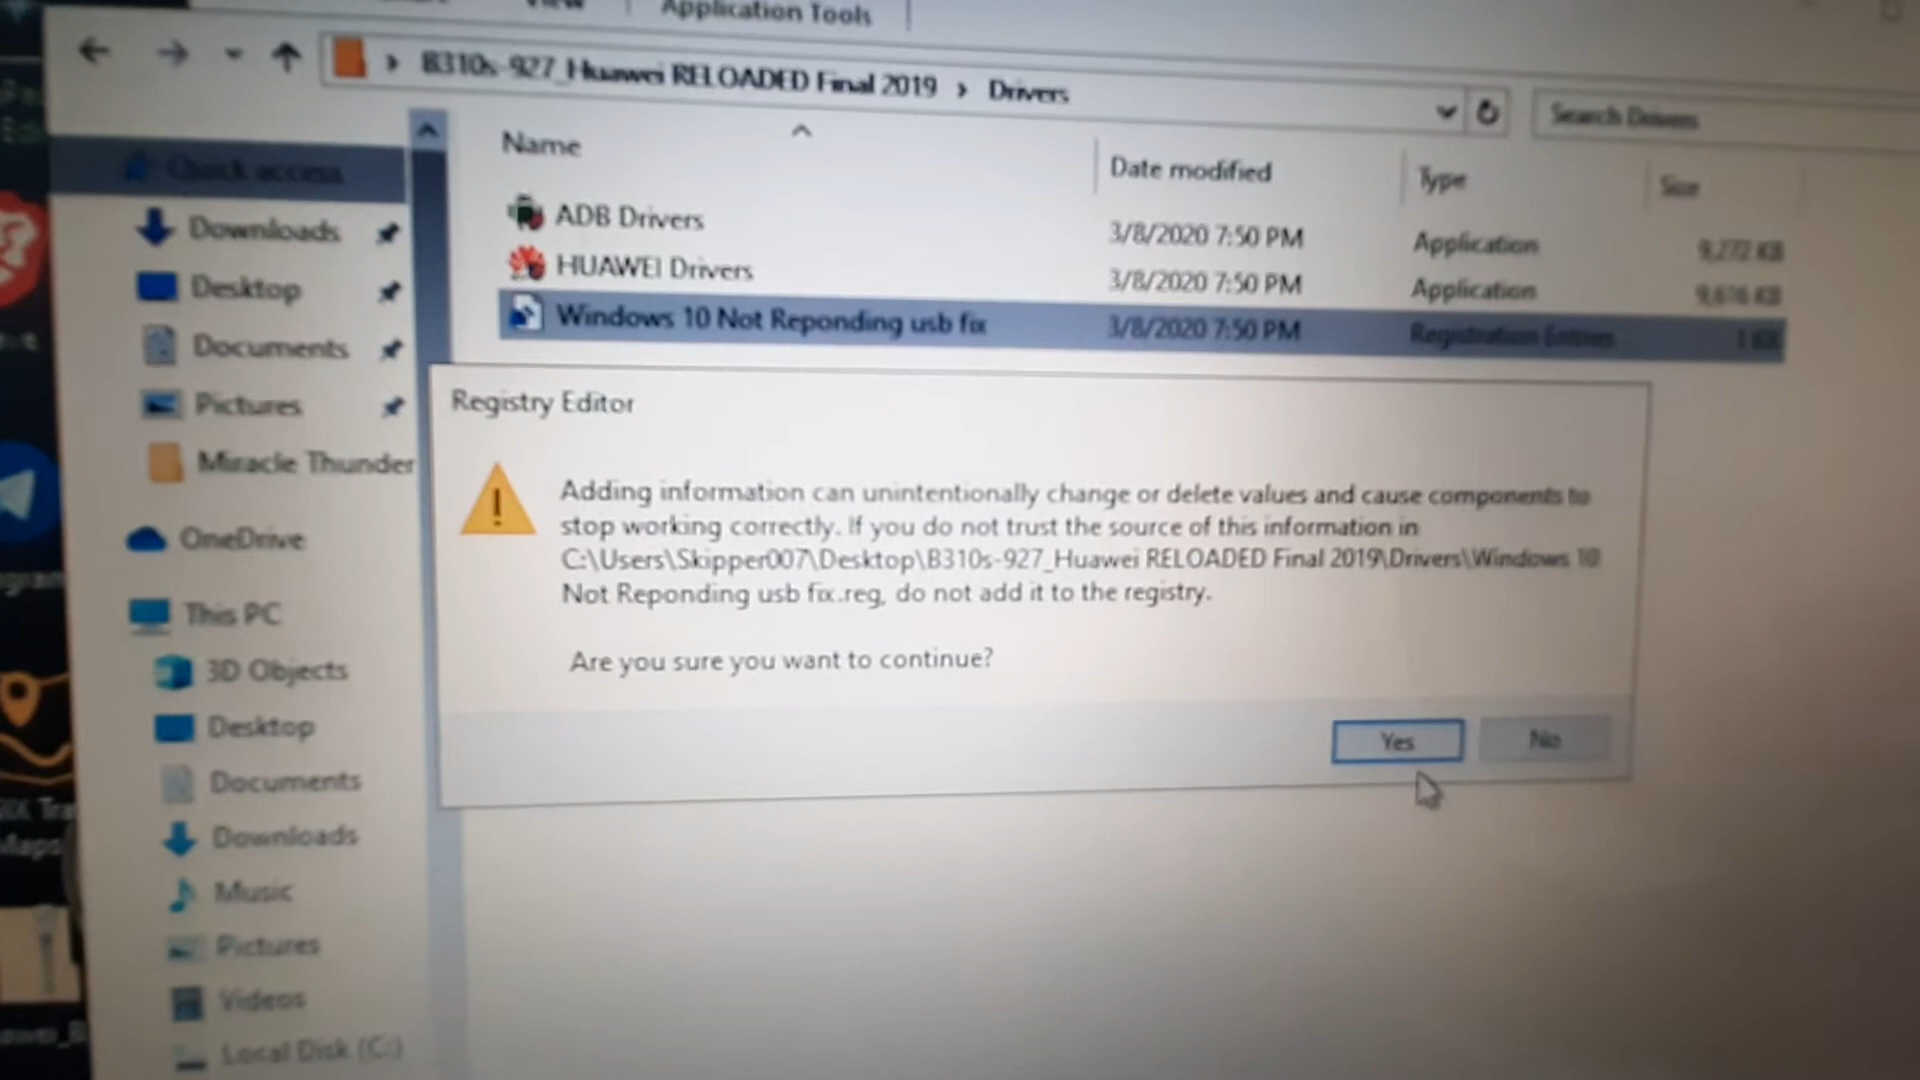 Application Tools
B310s-927_Huawei RELOADED Final 2019 › Drivers
Search Drivers
Name
Date modified
Type
Size
Quick access
Downloads
Desktop
Documents
Pictures
Miracle Thunder
OneDrive
This PC
3D Objects
Desktop
Documents
Downloads
Music
Pictures
Videos
Local Disk (C:)
ADB Drivers 3/8/2020 7:50 PM Application 9,272 KB
HUAWEI Drivers 3/8/2020 7:50 PM Application 9,616 KB
Windows 10 Not Reponding usb fix 3/8/2020 7:50 PM Registration Entries 1 KB
Registry Editor
Adding information can unintentionally change or delete values and cause components to
stop working correctly. If you do not trust the source of this information in
C:\Users\Skipper007\Desktop\B310s-927_Huawei RELOADED Final 2019\Drivers\Windows 10
Not Reponding usb fix.reg, do not add it to the registry.
Are you sure you want to continue?
Yes
No